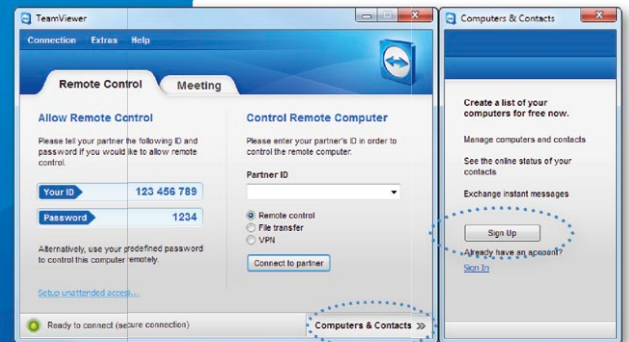 TeamViewer
Connection Extras Help
Remote Control
Meeting
Allow Remote Control
Please tell your partner the following ID and
password if you would like to allow remote
control.
Your ID 123 456 789
Password 1234
Alternatively, use your predefined password
to control this computer remotely.
Setup unattended access...
Control Remote Computer
Please enter your partner's ID in order to
control the remote computer.
Partner ID
Remote control
File transfer
VPN
Connect to partner
Ready to connect (secure connection)
Computers & Contacts >>
Computers & Contacts
Create a list of your
computers for free now.
Manage computers and contacts
See the online status of your
contacts
Exchange instant messages
Sign Up
Already have an account?
Sign In